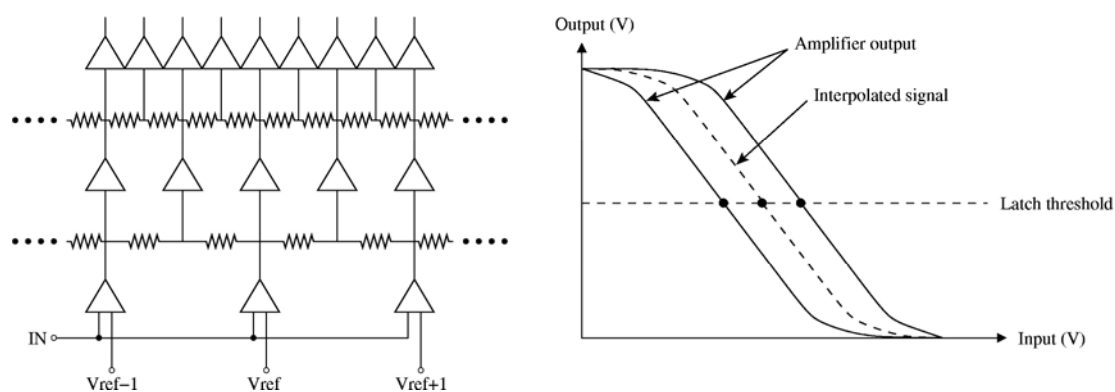 Output (V)
Amplifier output
Interpolated signal
Latch threshold
Input (V)
IN
Vref−1
Vref
Vref+1